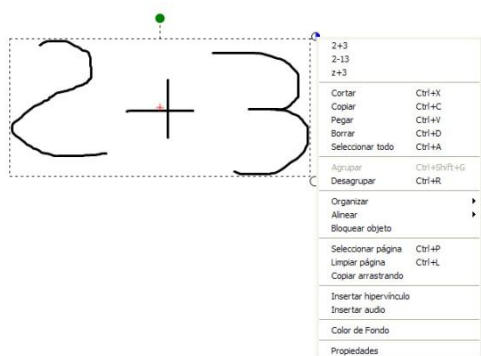 2+3
2+3
2-13
z+3
Cortar Ctrl+X
Copiar Ctrl+C
Pegar Ctrl+V
Borrar Ctrl+D
Seleccionar todo Ctrl+A
Agrupar Ctrl+Shift+G
Desagrupar Ctrl+R
Organizar
Alinear
Bloquear objeto
Seleccionar página Ctrl+P
Limpiar página Ctrl+L
Copiar arrastrando
Insertar hipervínculo
Insertar audio
Color de Fondo
Propiedades